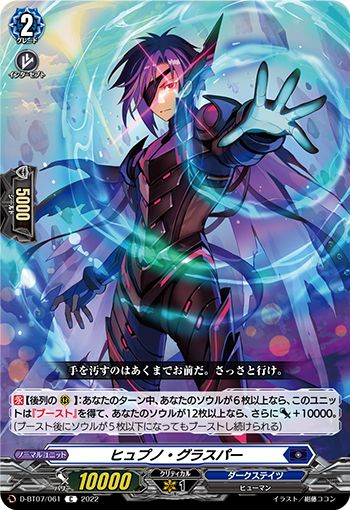 2
グレード
インターセプト
5000
シールド
手を汚すのはあくまでお前だ。さっさと行け。
永【後列の R】:あなたのターン中、あなたのソウルが6枚以上なら、このユニットは『ブースト』を得て、あなたのソウルが12枚以上なら、さらに+10000。
(ブースト後にソウルが5枚以下になってもブーストし続けられる)
ノーマルユニット
ヒュプノ・グラスパー
パワー 10000
クリティカル
1
ダークステイツ
ヒューマン
D-BT07/061 C 2022
イラスト/紺藤ココン